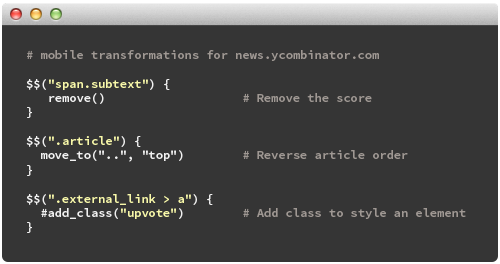 # mobile transformations for news.ycombinator.com
$$("span.subtext") {
remove() # Remove the score
}
$$(".article") {
move_to("..", "top") # Reverse article order
}
$$(".external_link > a") {
#add_class("upvote") # Add class to style an element
}